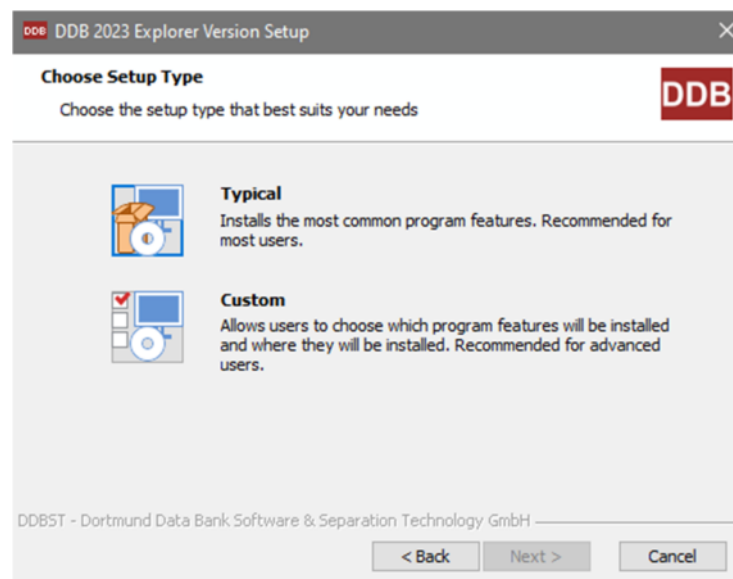 DDB DDB 2023 Explorer Version Setup
Choose Setup Type
Choose the setup type that best suits your needs
DDB
Typical
Installs the most common program features. Recommended for
most users.
Custom
Allows users to choose which program features will be installed
and where they will be installed. Recommended for advanced
users.
DDBST - Dortmund Data Bank Software & Separation Technology GmbH
< Back Next > Cancel